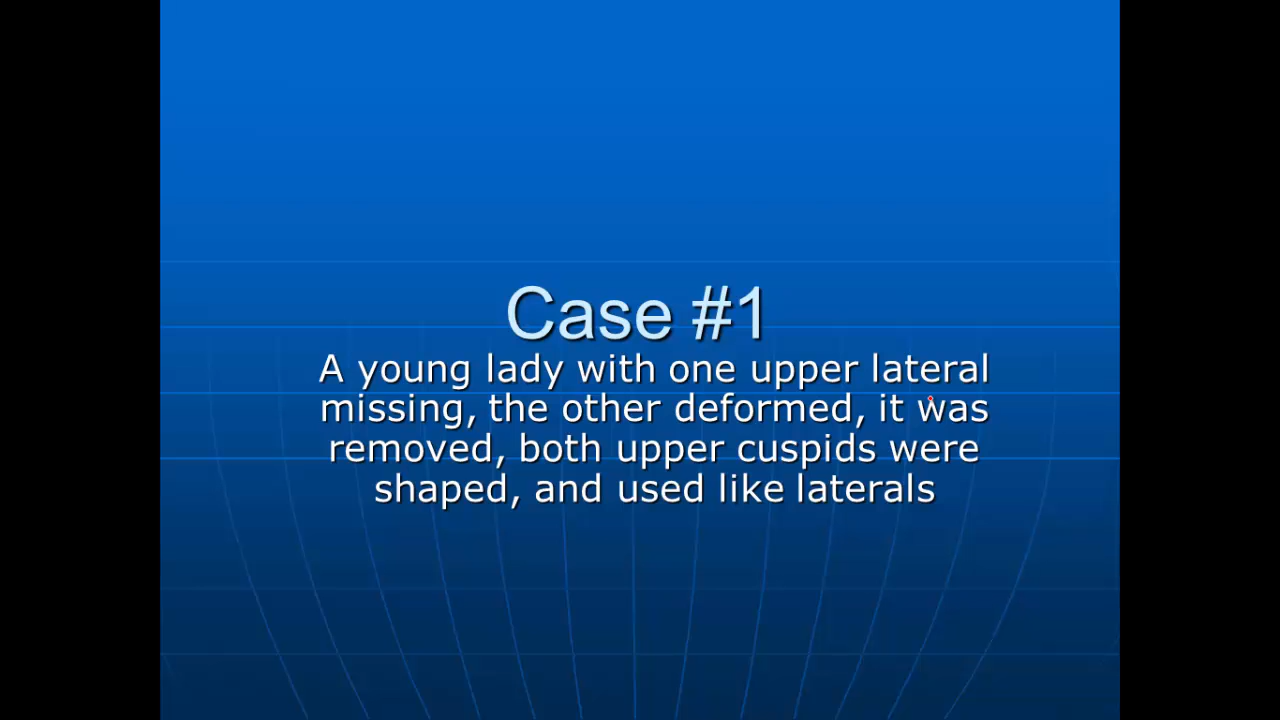 Case #1
A young lady with one upper lateral
missing, the other deformed, it was
removed, both upper cuspids were
shaped, and used like laterals